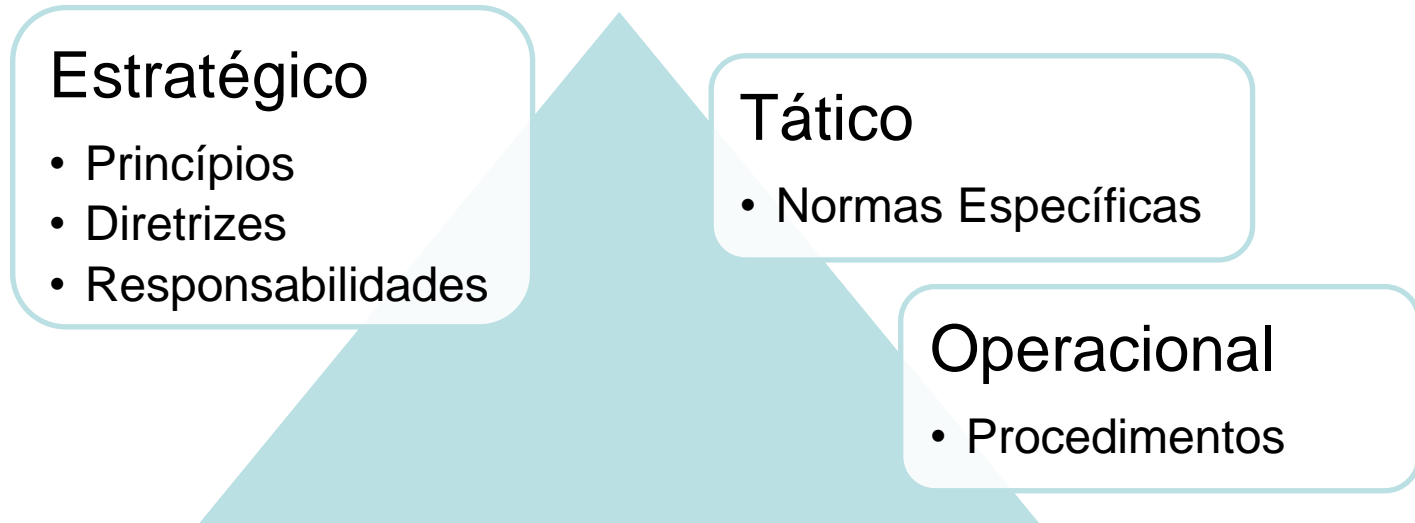 Estratégico
• Princípios
• Diretrizes
• Responsabilidades
Tático
• Normas Específicas
Operacional
• Procedimentos